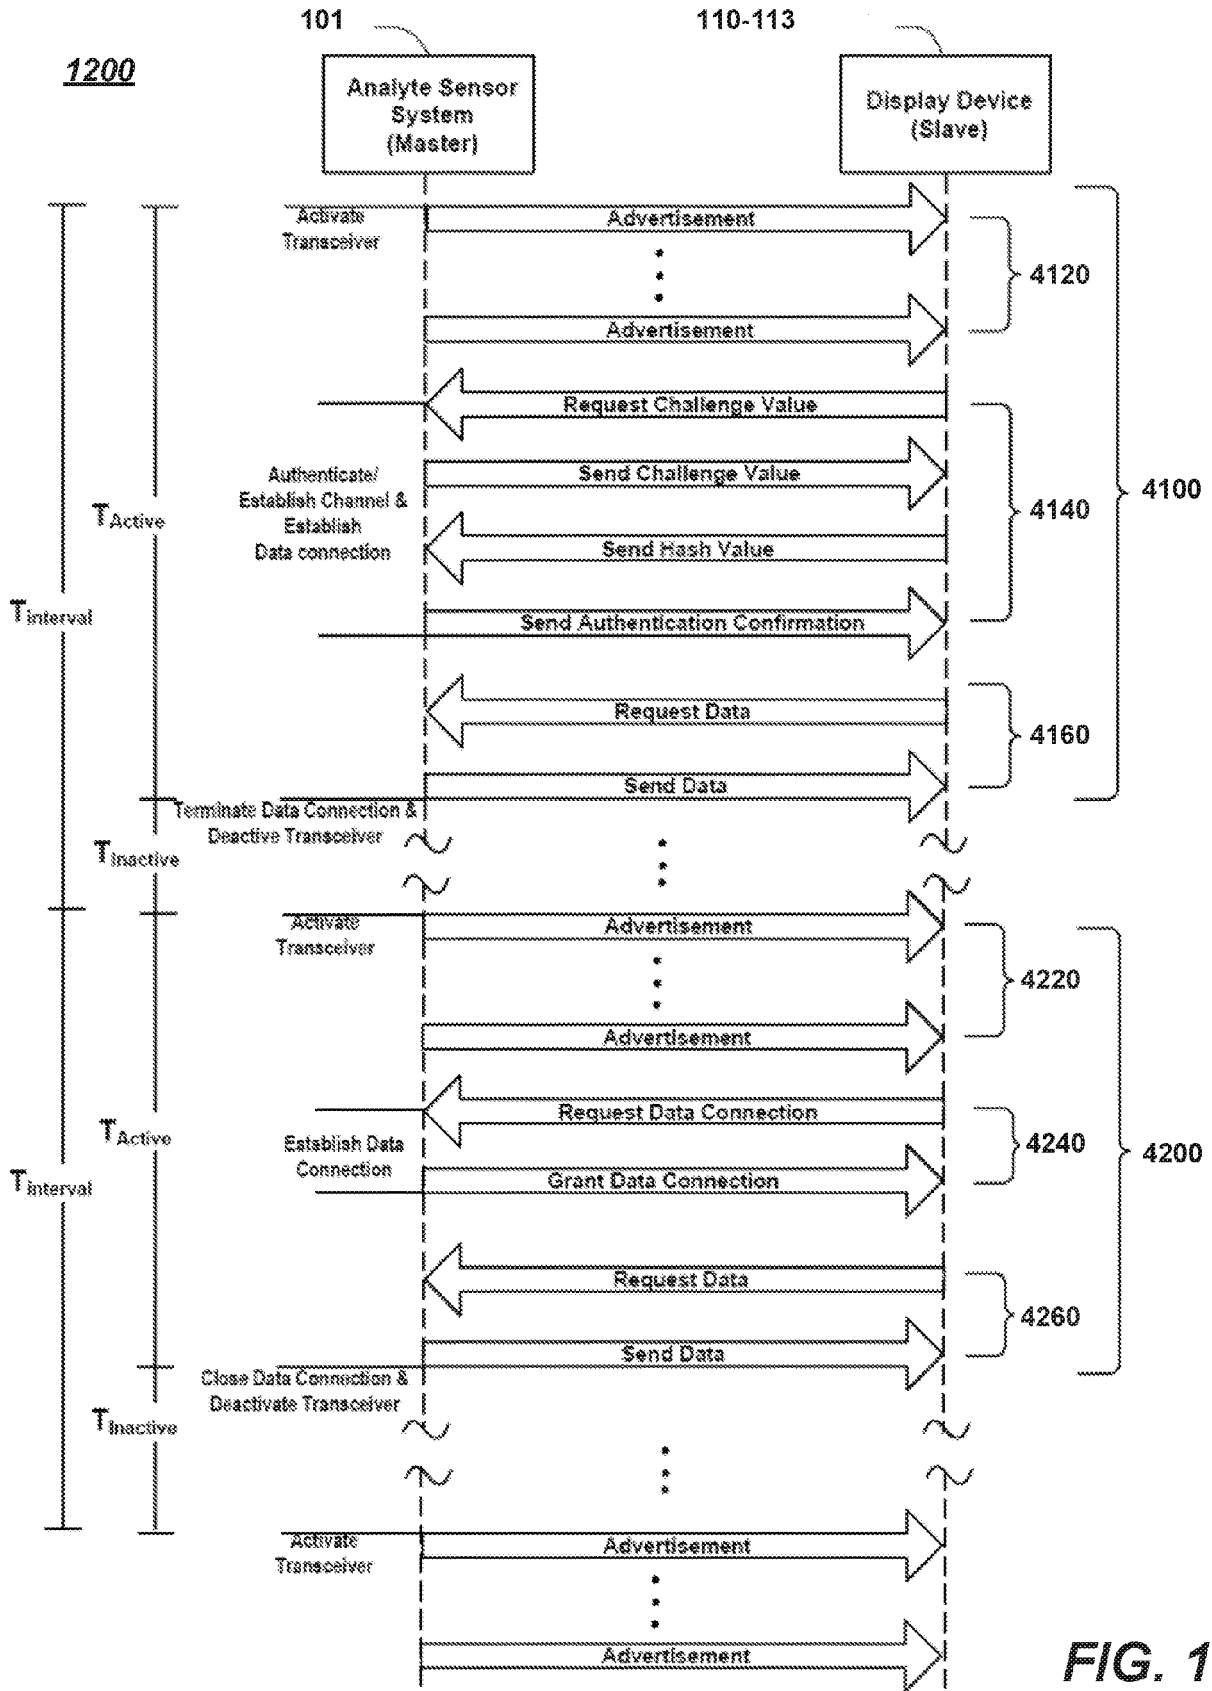 101
110-113
1200
Analyte Sensor
System
(Master)
Display Device
(Slave)
Activate
Transceiver
Advertisement
4120
Advertisement
Request Challenge Value
Authenticate/
Establish Channel &
Establish
Data connection
Send Challenge Value
4140
4100
TActive
Send Hash Value
Tinterval
Send Authentication Confirmation
Request Data
4160
Send Data
Terminate Data Connection &
Deactive Transceiver
TInactive
Activate
Transceiver
Advertisement
4220
Advertisement
Request Data Connection
TActive
Establish Data
Connection
4240
4200
Tinterval
Grant Data Connection
Request Data
4260
Send Data
Close Data Connection &
Deactivate Transceiver
TInactive
Activate
Transceiver
Advertisement
Advertisement
FIG. 1